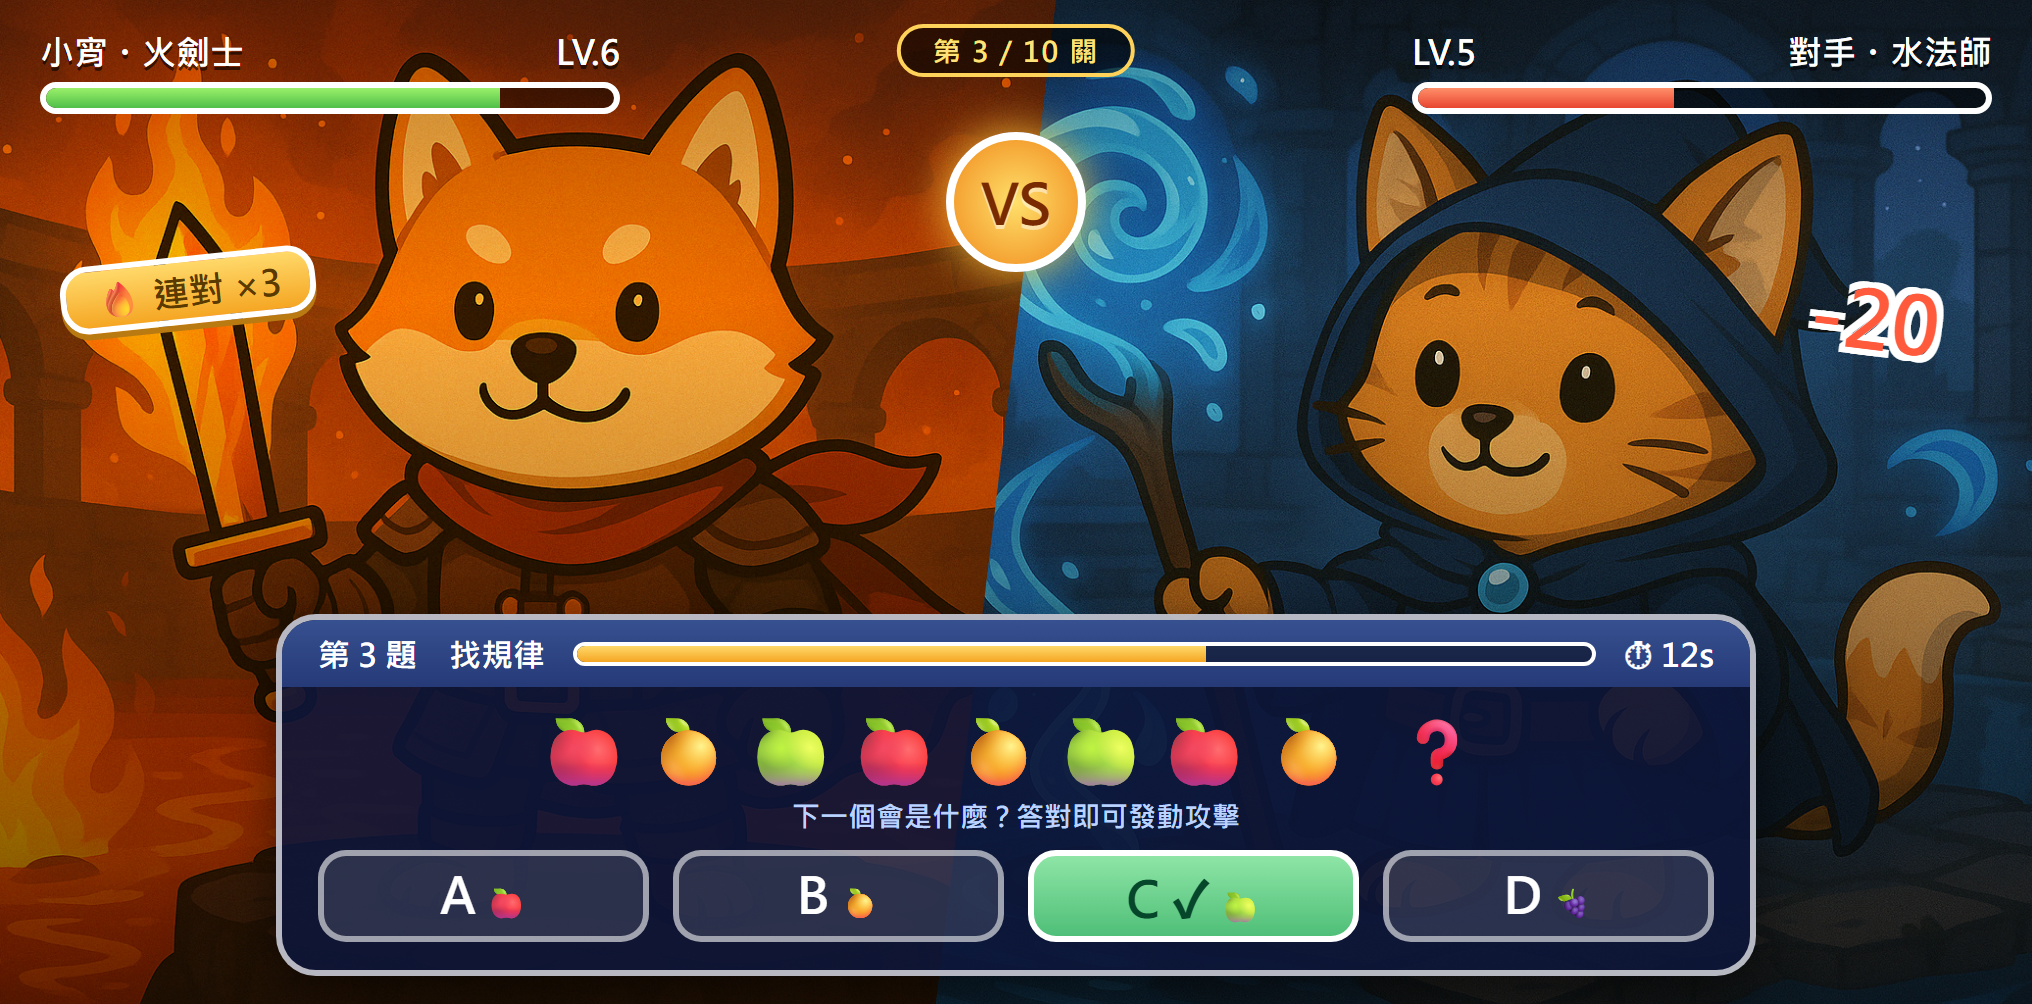 小宵・火劍士
LV.6
第 3 / 10 關
LV.5
對手・水法師
VS
連對 ×3
-20
第 3 題 找規律
12s
下一個會是什麼？答對即可發動攻擊
A
B
C ✓
D